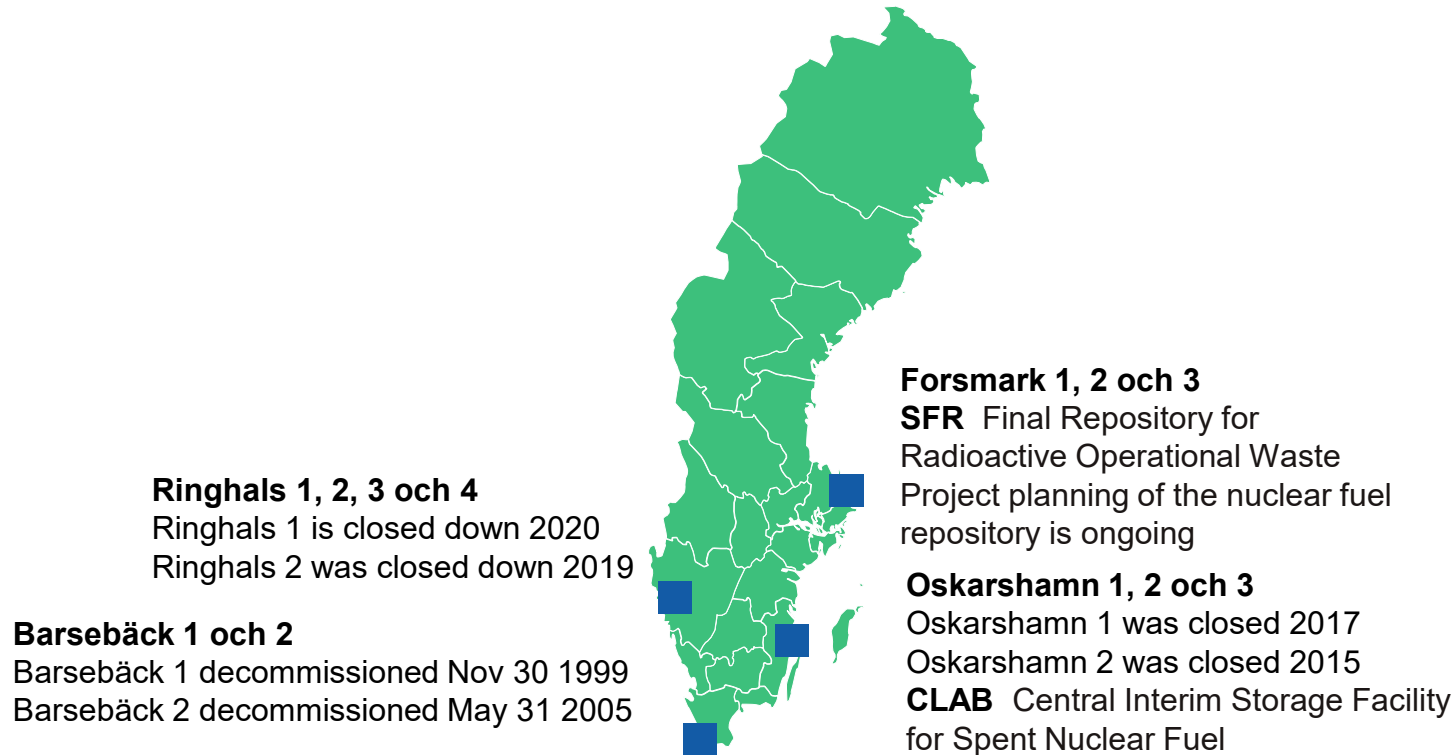 Forsmark 1, 2 och 3
SFR Final Repository for
Radioactive Operational Waste
Project planning of the nuclear fuel
repository is ongoing
Ringhals 1, 2, 3 och 4
Ringhals 1 is closed down 2020
Ringhals 2 was closed down 2019
Oskarshamn 1, 2 och 3
Oskarshamn 1 was closed 2017
Oskarshamn 2 was closed 2015
CLAB Central Interim Storage Facility
for Spent Nuclear Fuel
Barsebäck 1 och 2
Barsebäck 1 decommissioned Nov 30 1999
Barsebäck 2 decommissioned May 31 2005